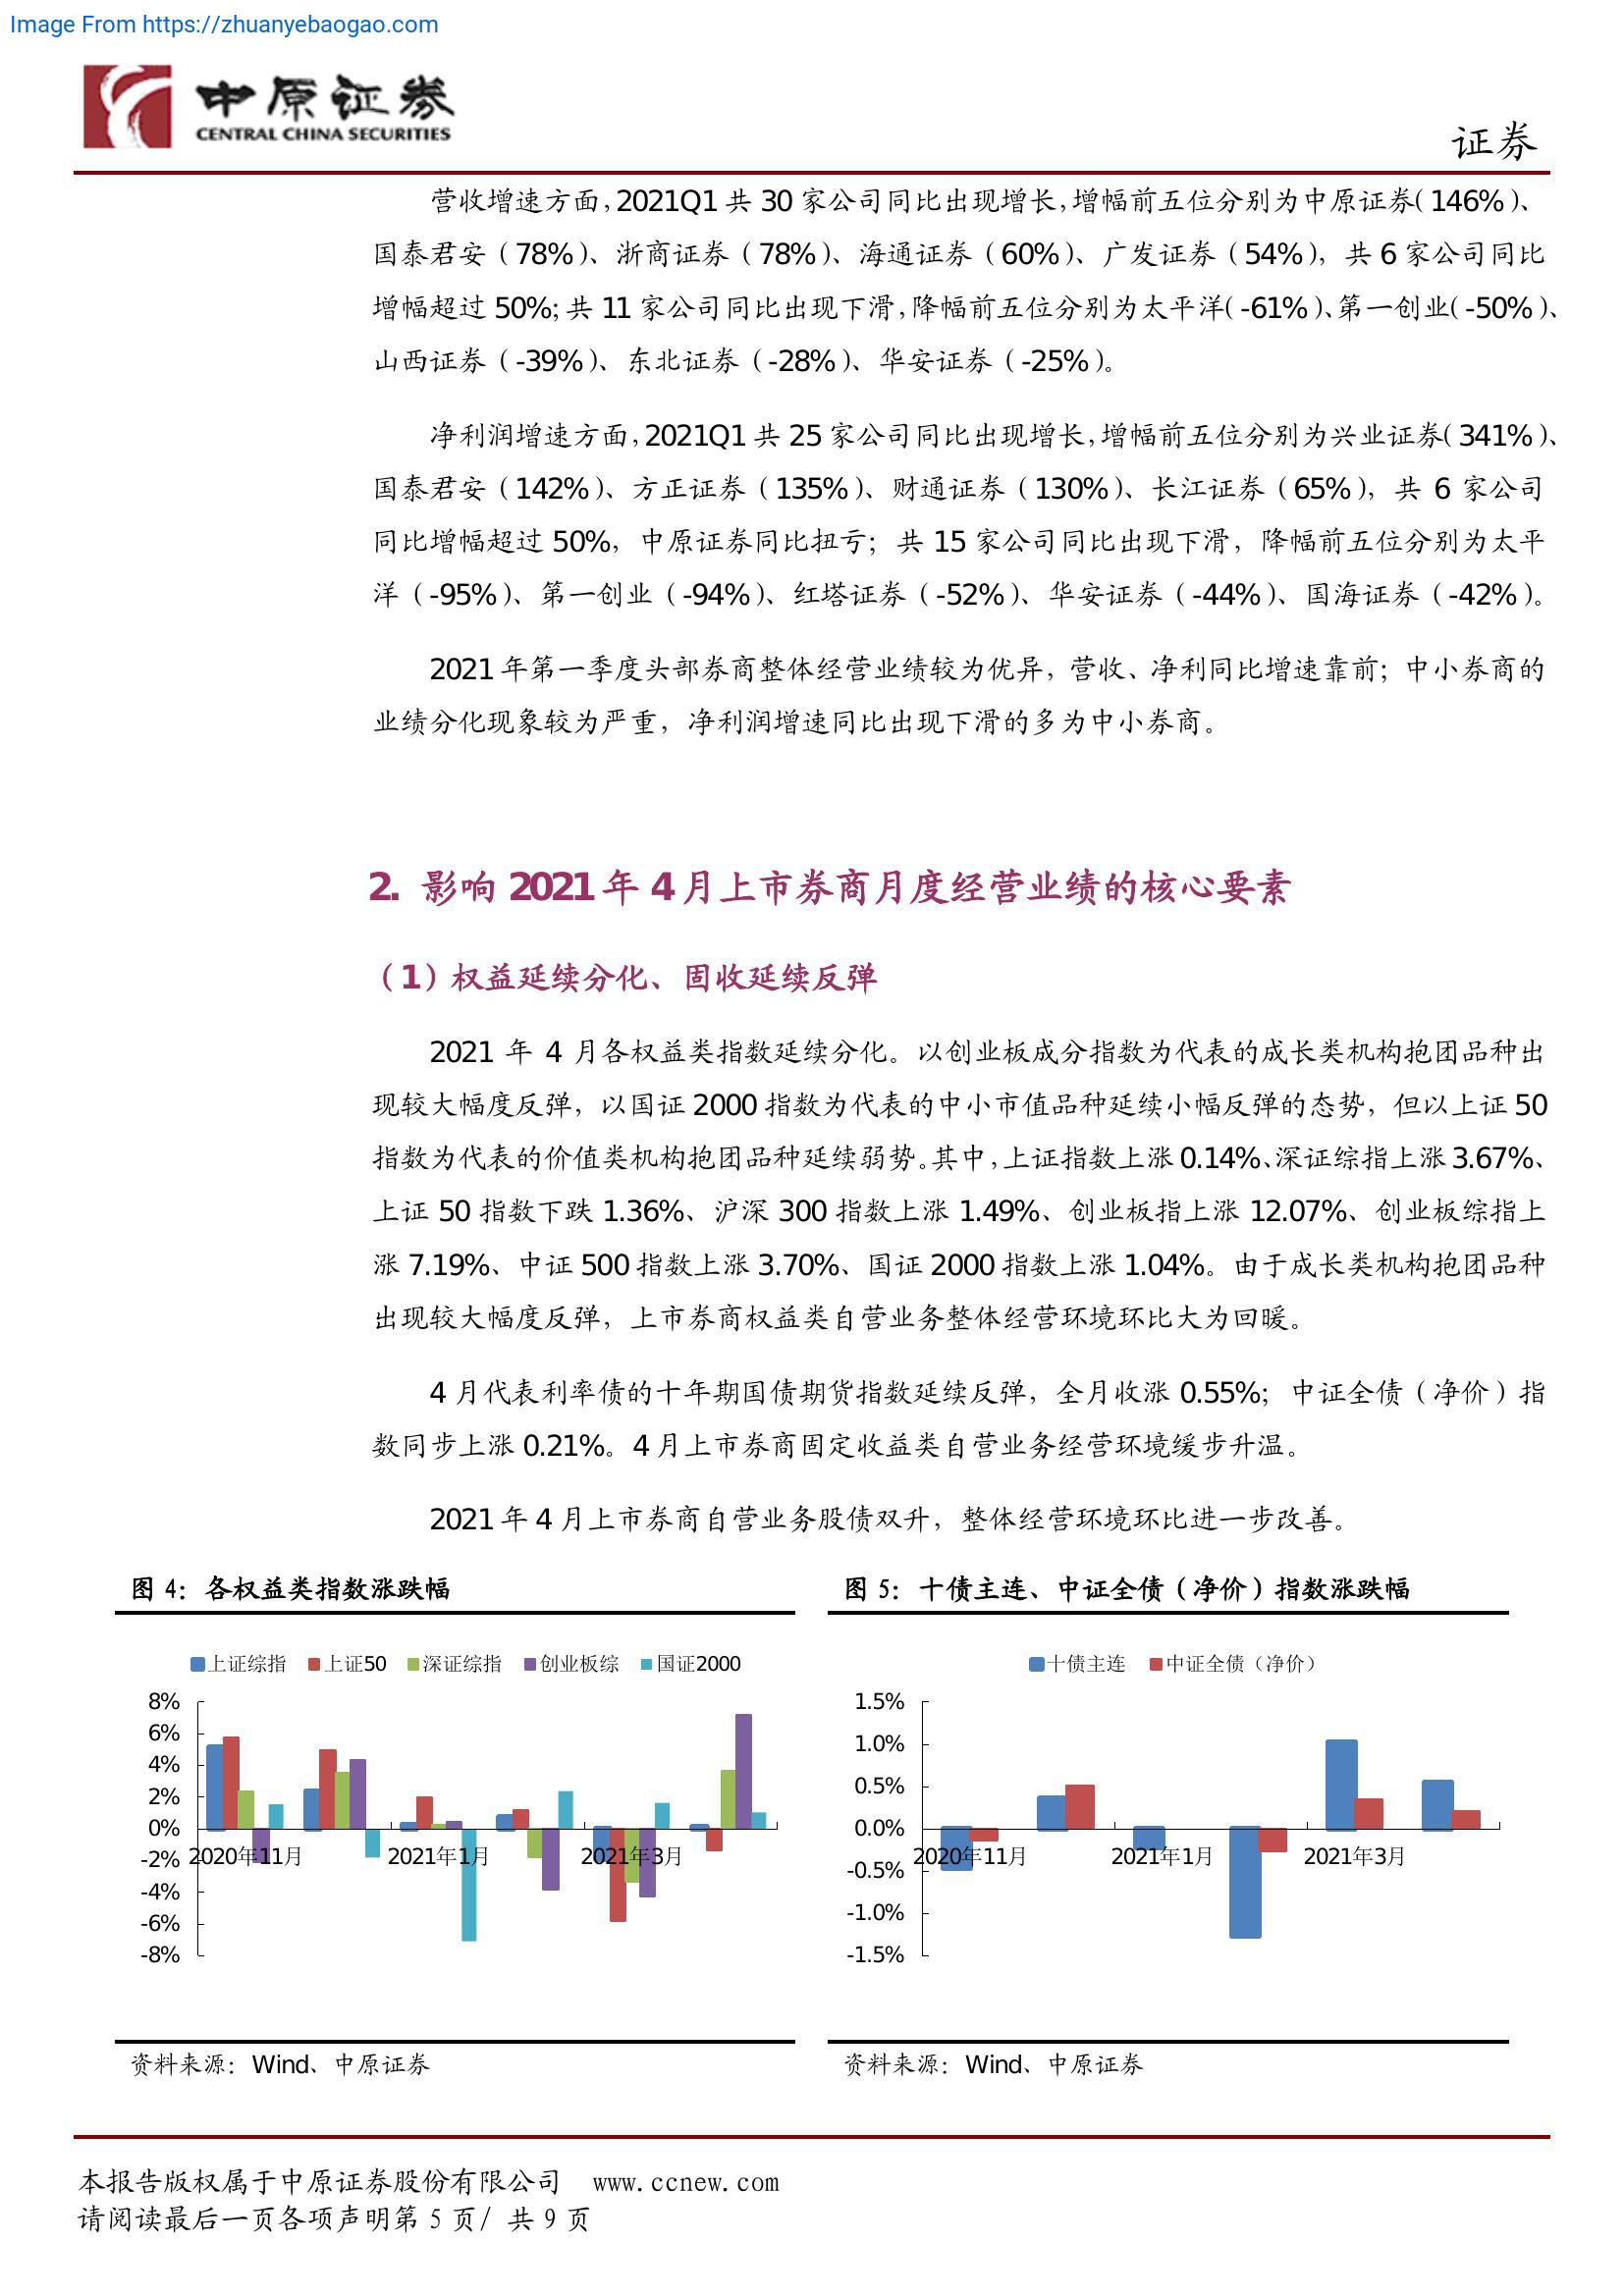 Image From https://zhuanyebaogao.com
中原证券
CENTRAL CHINA SECURITIES
证券
营收增速方面，2021Q1 共 30 家公司同比出现增长，增幅前五位分别为中原证券（146%）、
国泰君安（78%）、浙商证券（78%）、海通证券（60%）、广发证券（54%），共 6 家公司同比
增幅超过 50%；共 11 家公司同比出现下滑，降幅前五位分别为太平洋（-61%）、第一创业（-50%）、
山西证券（-39%）、东北证券（-28%）、华安证券（-25%）。
净利润增速方面，2021Q1 共 25 家公司同比出现增长，增幅前五位分别为兴业证券（341%）、
国泰君安（142%）、方正证券（135%）、财通证券（130%）、长江证券（65%），共 6 家公司
同比增幅超过 50%，中原证券同比扭亏；共 15 家公司同比出现下滑，降幅前五位分别为太平
洋（-95%）、第一创业（-94%）、红塔证券（-52%）、华安证券（-44%）、国海证券（-42%）。
2021 年第一季度头部券商整体经营业绩较为优异，营收、净利同比增速靠前；中小券商的
业绩分化现象较为严重，净利润增速同比出现下滑的多为中小券商。
2. 影响 2021 年 4 月上市券商月度经营业绩的核心要素
（1）权益延续分化、固收延续反弹
2021 年 4 月各权益类指数延续分化。以创业板成分指数为代表的成长类机构抱团品种出
现较大幅度反弹，以国证 2000 指数为代表的中小市值品种延续小幅反弹的态势，但以上证 50
指数为代表的价值类机构抱团品种延续弱势。其中，上证指数上涨 0.14%、深证综指上涨 3.67%、
上证 50 指数下跌 1.36%、沪深 300 指数上涨 1.49%、创业板指上涨 12.07%、创业板综指上
涨 7.19%、中证 500 指数上涨 3.70%、国证 2000 指数上涨 1.04%。由于成长类机构抱团品种
出现较大幅度反弹，上市券商权益类自营业务整体经营环境环比大为回暖。
4 月代表利率债的十年期国债期货指数延续反弹，全月收涨 0.55%；中证全债（净价）指
数同步上涨 0.21%。4 月上市券商固定收益类自营业务经营环境缓步升温。
2021 年 4 月上市券商自营业务股债双升，整体经营环境环比进一步改善。
图 4：各权益类指数涨跌幅
上证综指 上证50 深证综指 创业板综 国证2000
8%
6%
4%
2%
0%
-2%
-4%
-6%
-8%
2020年11月 2021年1月 2021年3月
资料来源：Wind、中原证券
图 5：十债主连、中证全债（净价）指数涨跌幅
十债主连 中证全债（净价）
1.5%
1.0%
0.5%
0.0%
-0.5%
-1.0%
-1.5%
2020年11月 2021年1月 2021年3月
资料来源：Wind、中原证券
本报告版权属于中原证券股份有限公司 www.ccnew.com
请阅读最后一页各项声明第 5 页/ 共 9 页